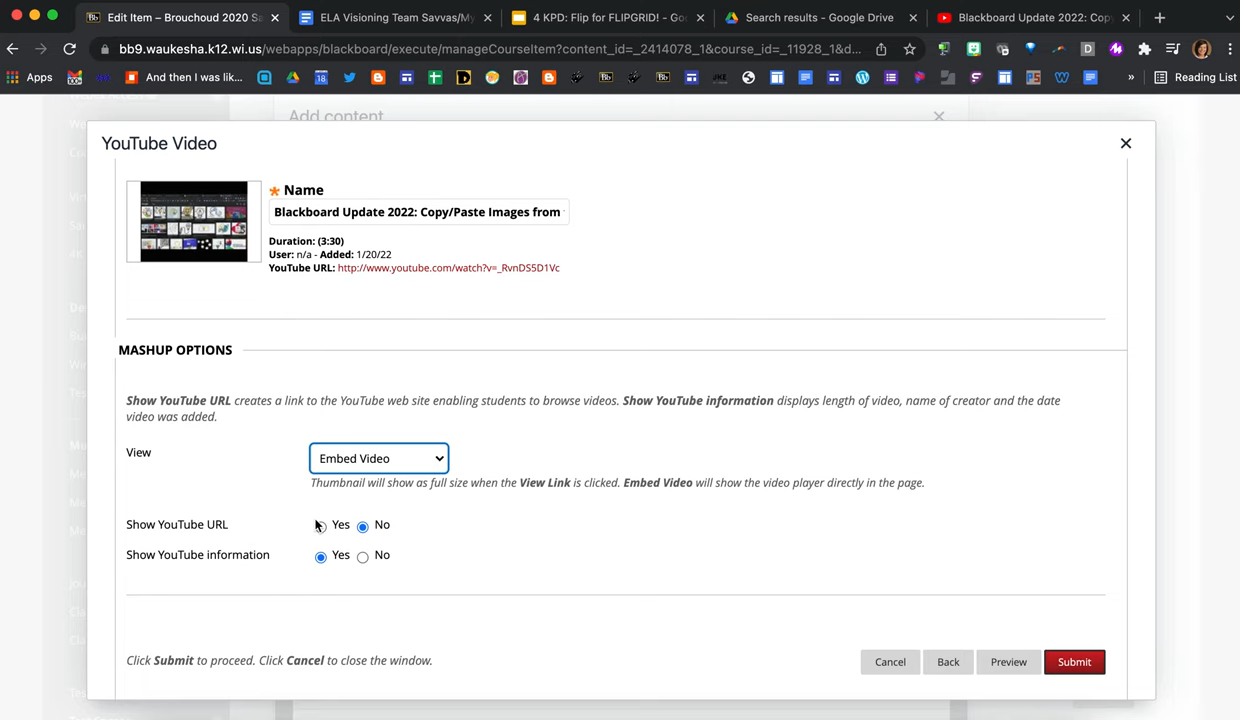 Edit Item – Brouchoud 2020 Sa
ELA Visioning Team Savvas/My
4 KPD: Flip for FLIPGRID! - Go
Search results - Google Drive
Blackboard Update 2022: Copy
bb9.waukesha.k12.wi.us/webapps/blackboard/execute/manageCourseItem?content_id=_2414078_1&course_id=_11928_1&d...
Apps
And then I was lik...
»
Reading List
Add content
YouTube Video
* Name
Blackboard Update 2022: Copy/Paste Images from
Duration: (3:30)
User: n/a - Added: 1/20/22
YouTube URL: http://www.youtube.com/watch?v=_RvnDS5D1Vc
MASHUP OPTIONS
Show YouTube URL creates a link to the YouTube web site enabling students to browse videos. Show YouTube information displays length of video, name of creator and the date
video was added.
View
Embed Video
Thumbnail will show as full size when the View Link is clicked. Embed Video will show the video player directly in the page.
Show YouTube URL
Yes
No
Show YouTube information
Yes
No
Click Submit to proceed. Click Cancel to close the window.
Cancel
Back
Preview
Submit